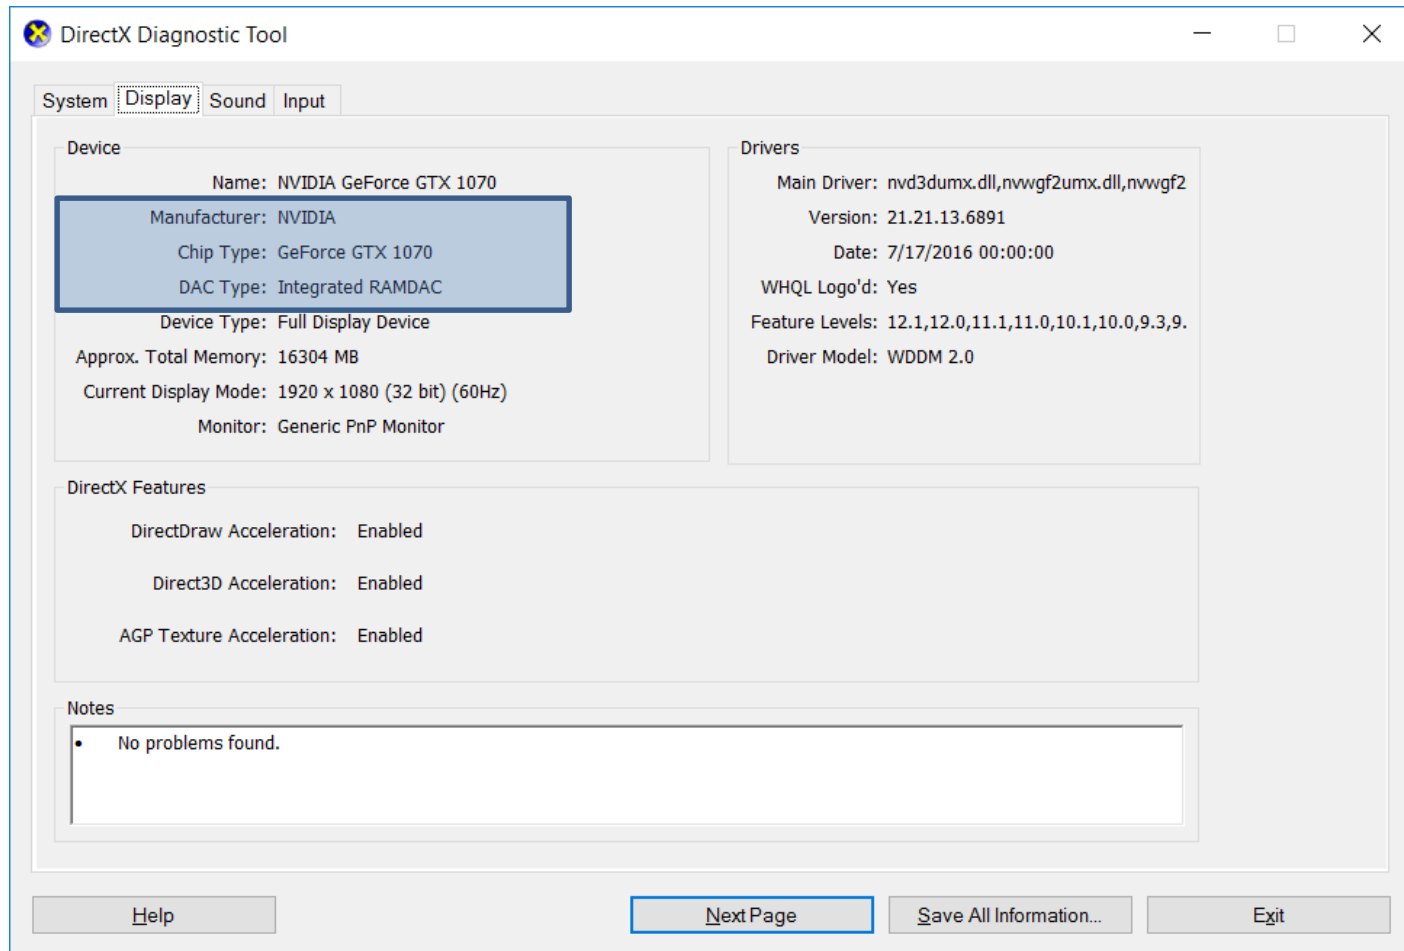 DirectX Diagnostic Tool
System Display Sound Input
Device
Name: NVIDIA GeForce GTX 1070
Manufacturer: NVIDIA
Chip Type: GeForce GTX 1070
DAC Type: Integrated RAMDAC
Device Type: Full Display Device
Approx. Total Memory: 16304 MB
Current Display Mode: 1920 x 1080 (32 bit) (60Hz)
Monitor: Generic PnP Monitor
Drivers
Main Driver: nvd3dumx.dll,nvwgf2umx.dll,nvwgf2
Version: 21.21.13.6891
Date: 7/17/2016 00:00:00
WHQL Logo'd: Yes
Feature Levels: 12.1,12.0,11.1,11.0,10.1,10.0,9.3,9.
Driver Model: WDDM 2.0
DirectX Features
DirectDraw Acceleration: Enabled
Direct3D Acceleration: Enabled
AGP Texture Acceleration: Enabled
Notes
• No problems found.
Help Next Page Save All Information... Exit